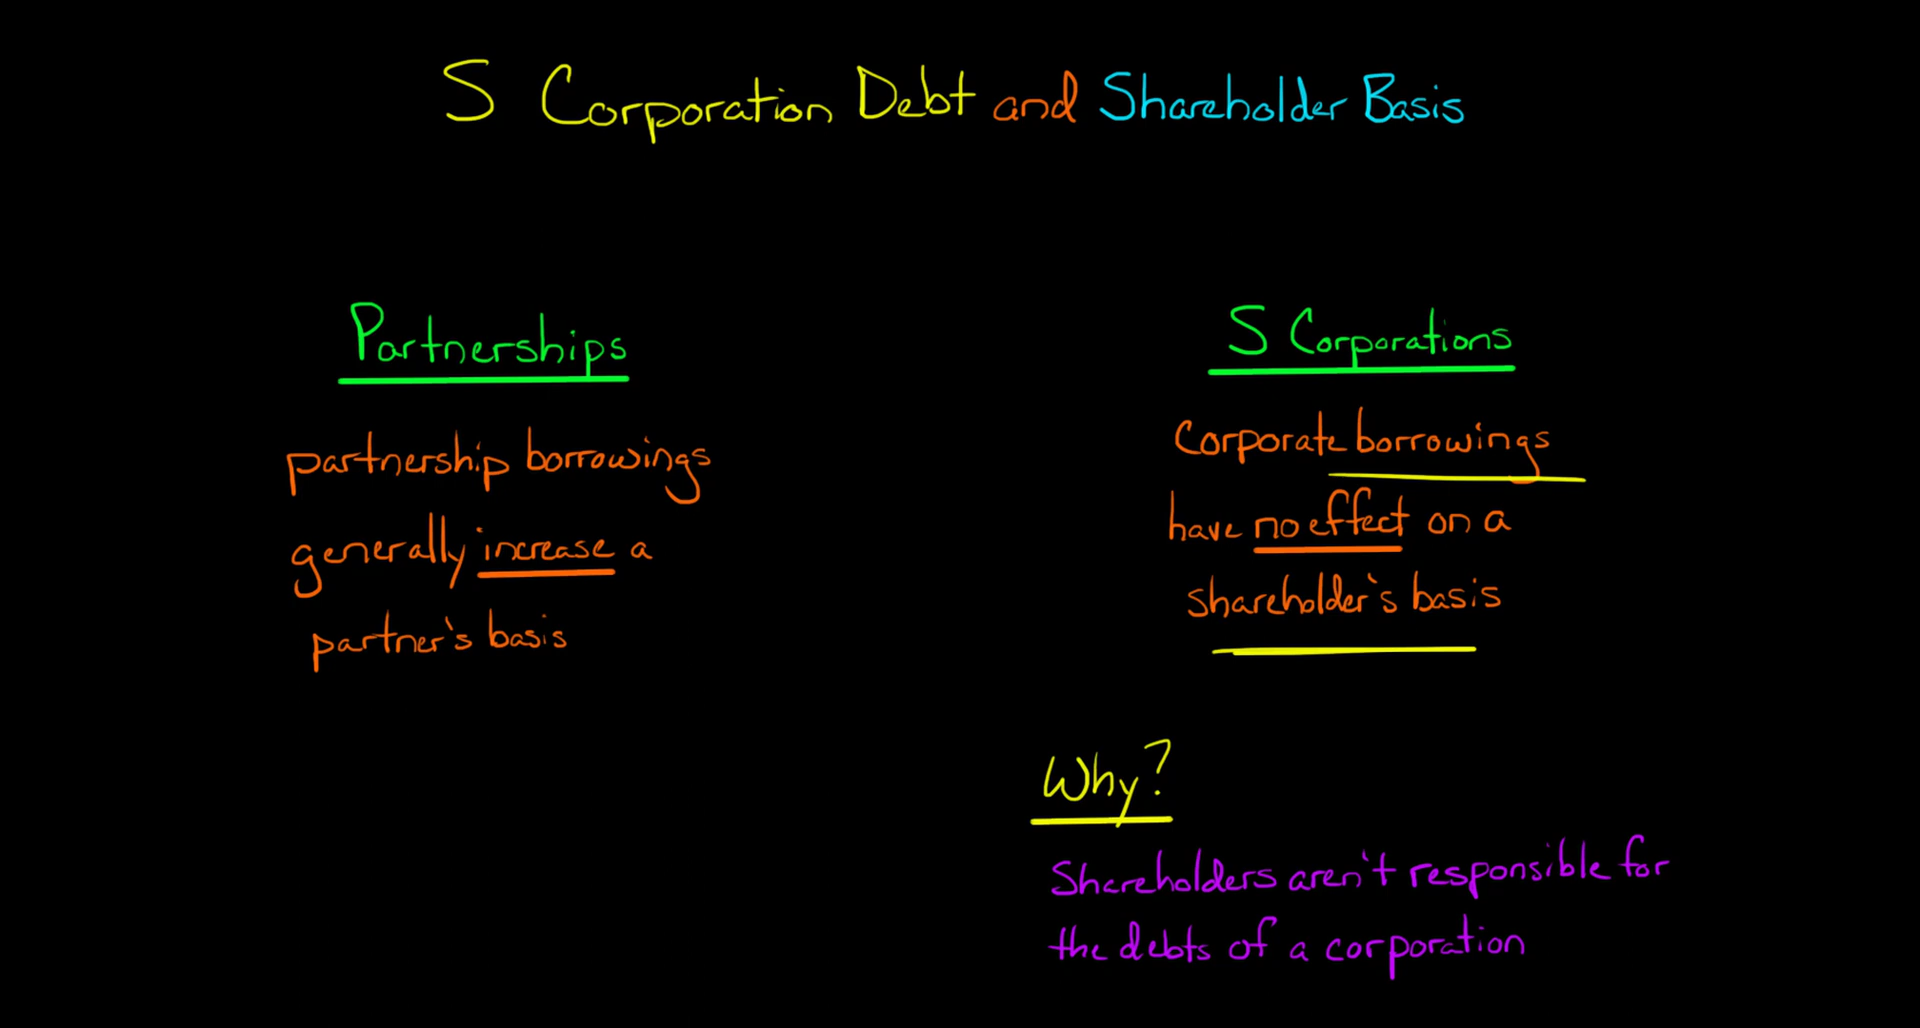 S Corporation Debt and Shareholder Basis
Partnerships
partnership borrowings
generally increase a
partner's basis
S Corporations
Corporate borrowings
have no effect on a
shareholder's basis
Why?
Shareholders aren't responsible for
the debts of a corporation